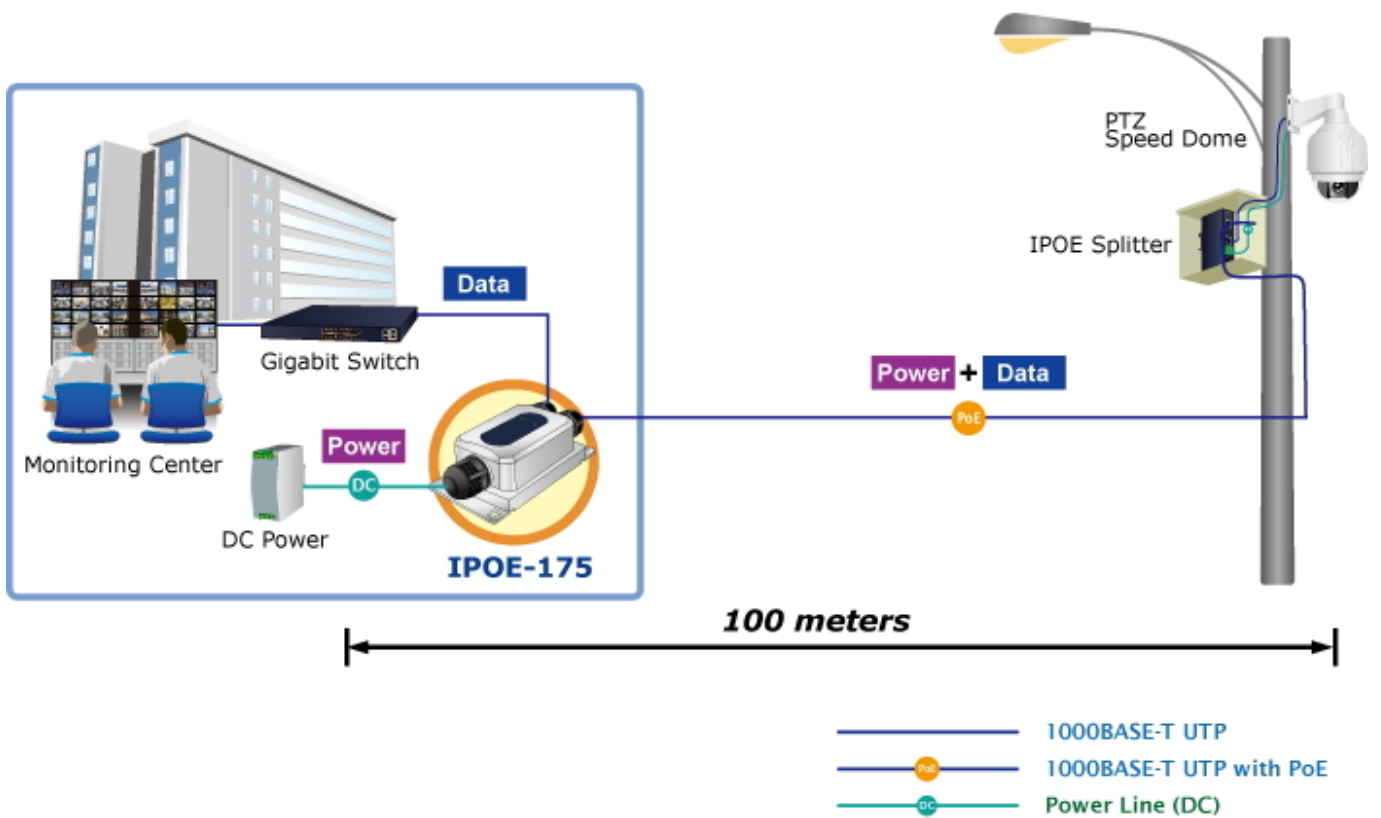 PTZ
Speed Dome
IPOE Splitter
Data
Gigabit Switch
Power + Data
PoE
Monitoring Center
Power
DC
DC Power
IPOE-175
100 meters
1000BASE-T UTP
PoE
1000BASE-T UTP with PoE
DC
Power Line (DC)